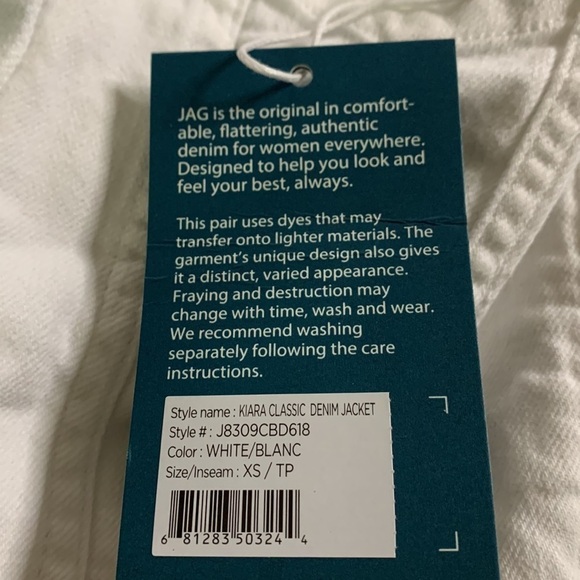 JAG is the original in comfort-
able, flattering, authentic
denim for women everywhere.
Designed to help you look and
feel your best, always.
This pair uses dyes that may
transfer onto lighter materials. The
garment's unique design also gives
it a distinct, varied appearance.
Fraying and destruction may
change with time, wash and wear.
We recommend washing
separately following the care
instructions.
Style name : KIARA CLASSIC DENIM JACKET
Style # : J8309CBD618
Color : WHITE/BLANC
Size/Inseam : XS / TP
6 81283 50324 4